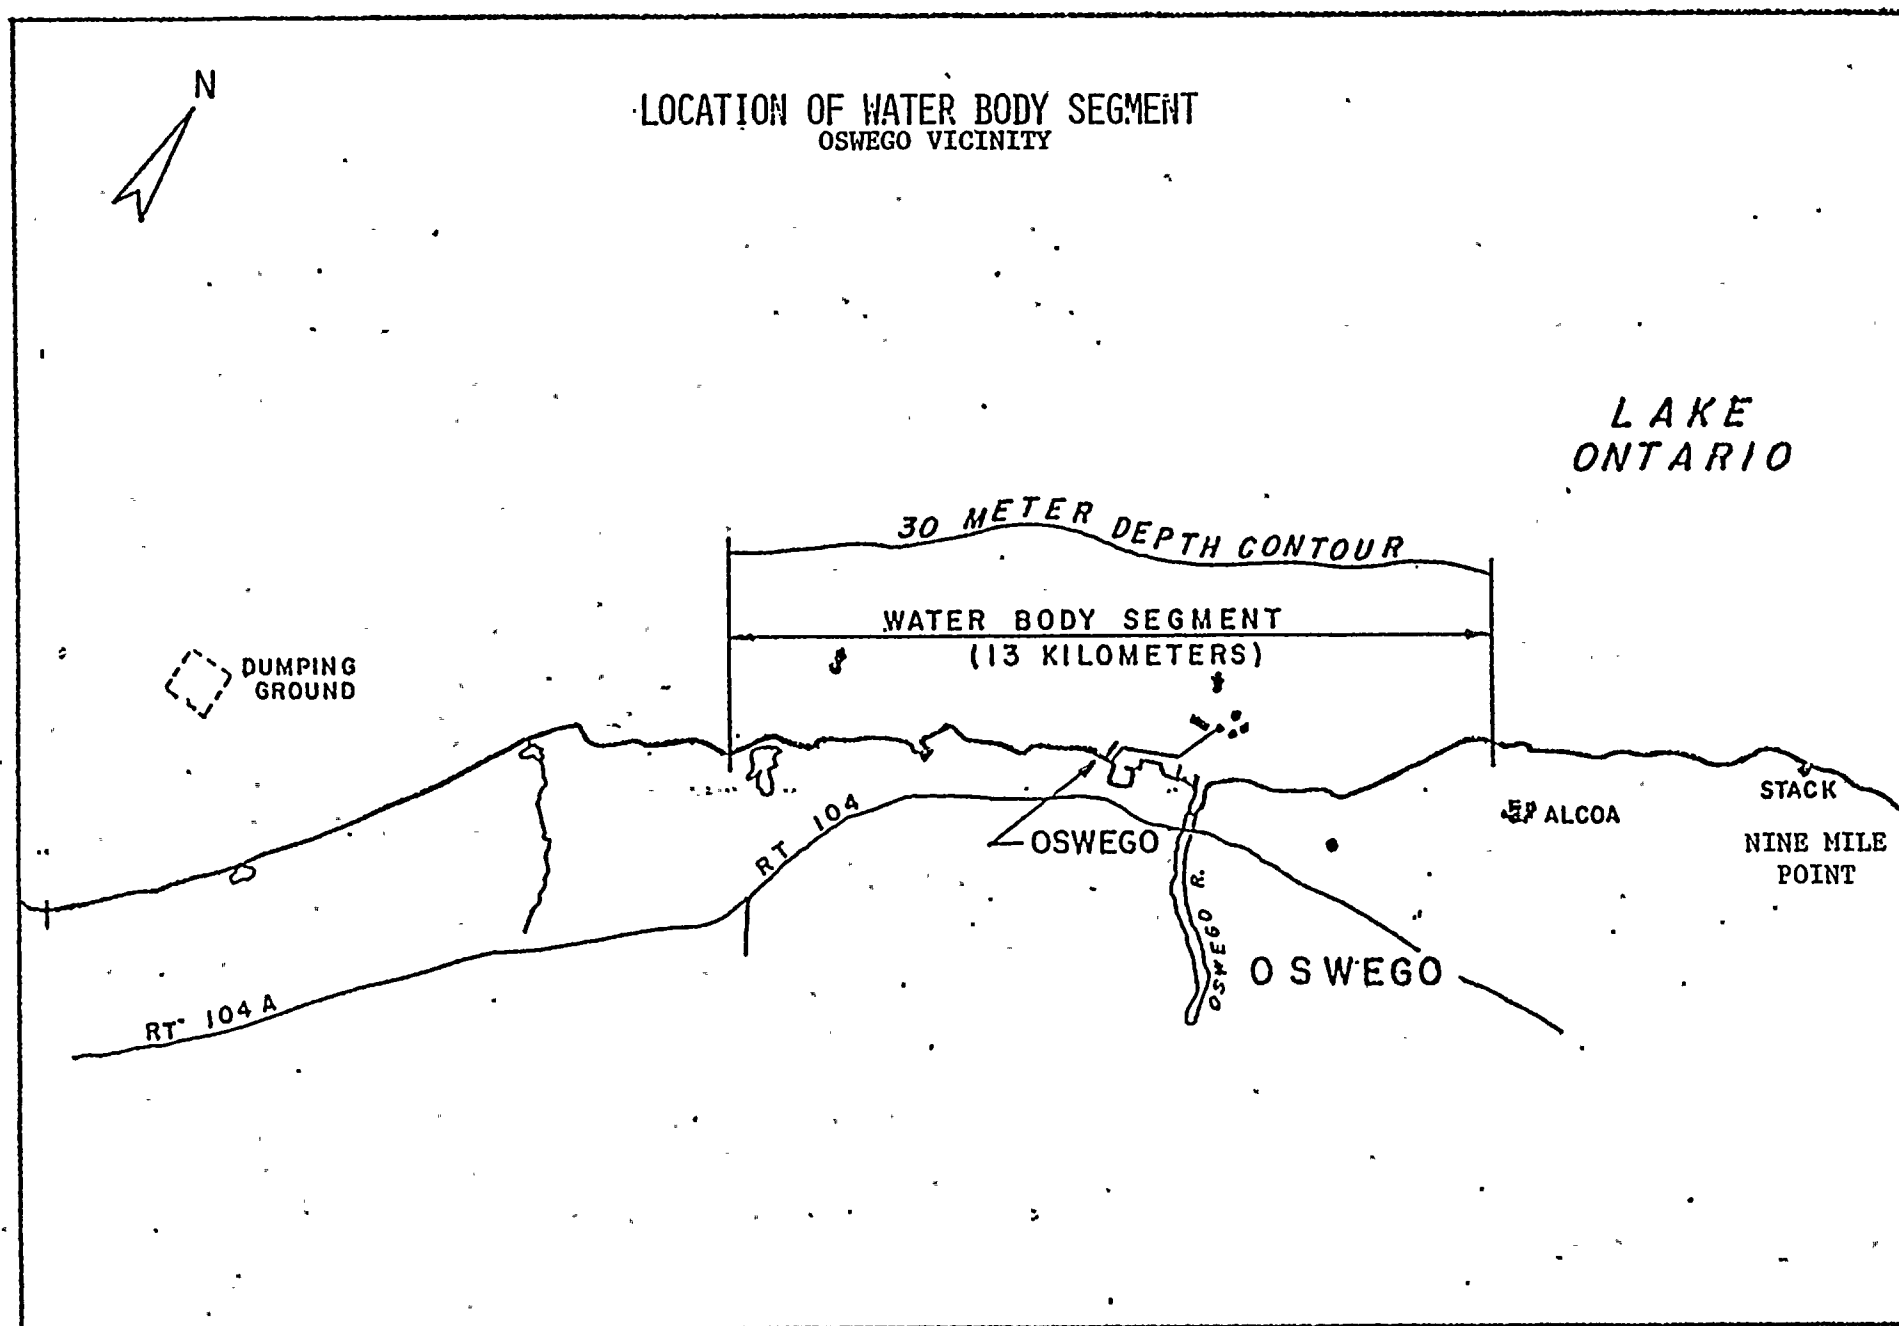 N
LOCATION OF WATER BODY SEGMENT
OSWEGO VICINITY
LAKE
ONTARIO
30 METER DEPTH CONTOUR
WATER BODY SEGMENT
(13 KILOMETERS)
DUMPING
GROUND
STACK
ALCOA
RT 104
OSWEGO
NINE MILE
POINT
OSWEGO R.
OSWEGO
RT 104A